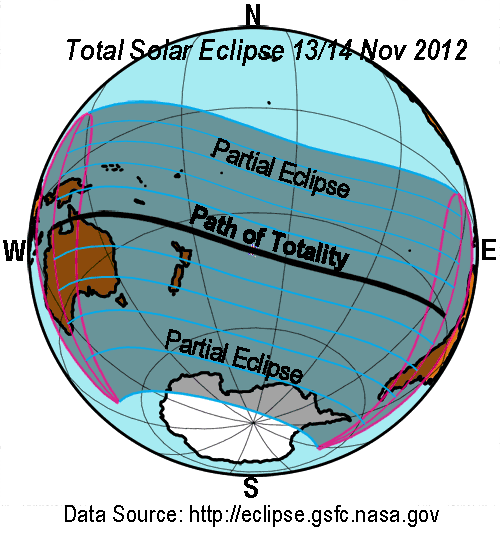 N
Total Solar Eclipse 13/14 Nov 2012
Partial Eclipse
Path of Totality
W
E
Partial Eclipse
S
Data Source: http://eclipse.gsfc.nasa.gov